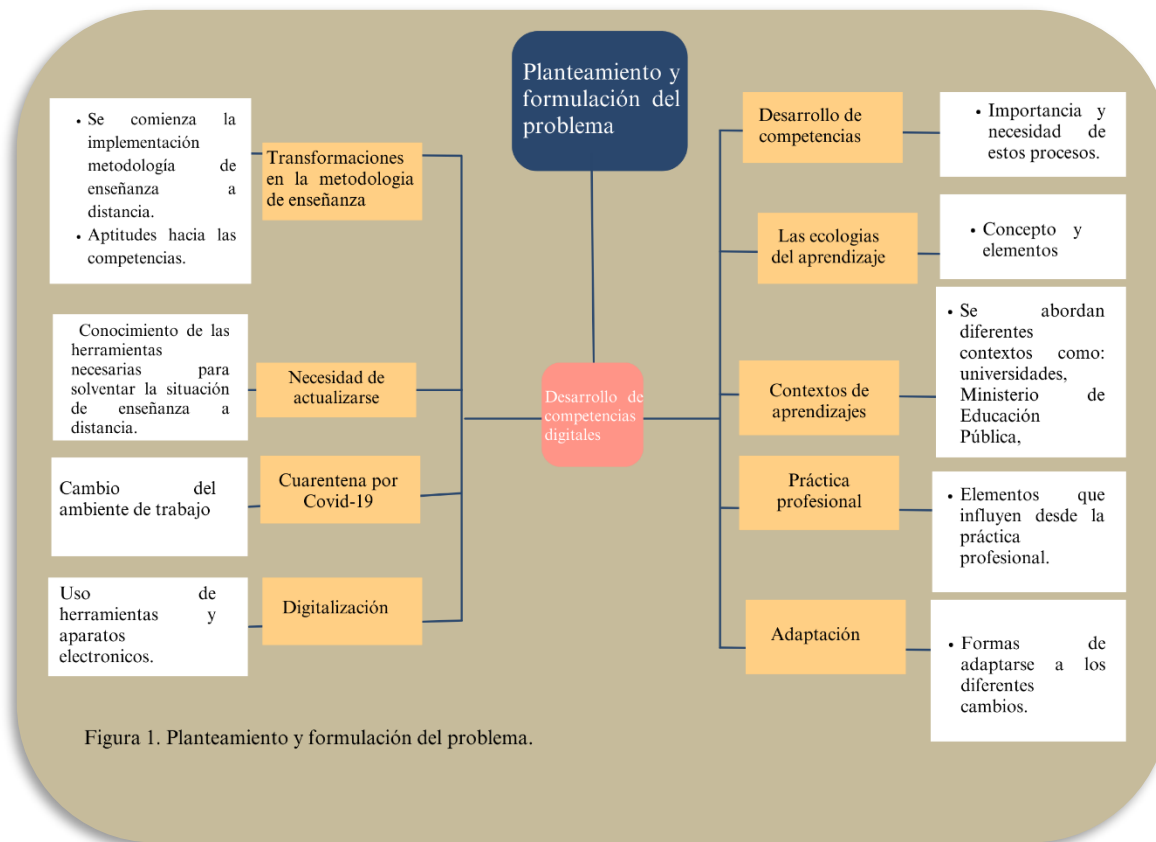 Planteamiento y
formulación del
problema
Desarrollo de
competencias
digitales
• Se comienza la
implementación
metodología de
enseñanza a
distancia.
• Aptitudes hacia las
competencias.
Transformaciones
en la metodologia
de enseñanza
Conocimiento de las
herramientas
necesarias para
solventar la situación
de enseñanza a
distancia.
Necesidad de
actualizarse
Cambio del
ambiente de trabajo
Cuarentena por
Covid-19
Uso de
herramientas y
aparatos
electronicos.
Digitalización
Desarrollo de
competencias
• Importancia y
necesidad de
estos procesos.
Las ecologias
del aprendizaje
• Concepto y
elementos
Contextos de
aprendizajes
• Se abordan
diferentes
contextos como:
universidades,
Ministerio de
Educación
Pública,
Práctica
profesional
• Elementos que
influyen desde la
práctica
profesional.
Adaptación
• Formas de
adaptarse a los
diferentes
cambios.
Figura 1. Planteamiento y formulación del problema.